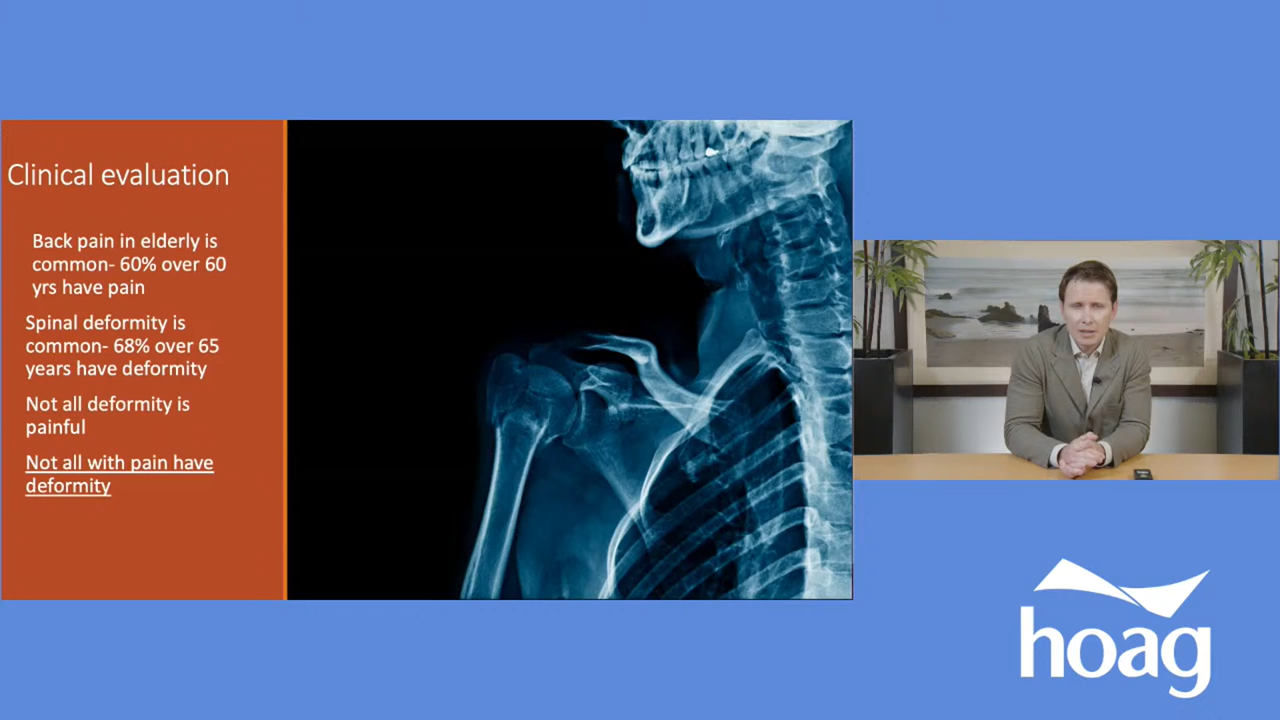 Clinical evaluation
Back pain in elderly is
common- 60% over 60
yrs have pain
Spinal deformity is
common- 68% over 65
years have deformity
Not all deformity is
painful
Not all with pain have
deformity
hoag